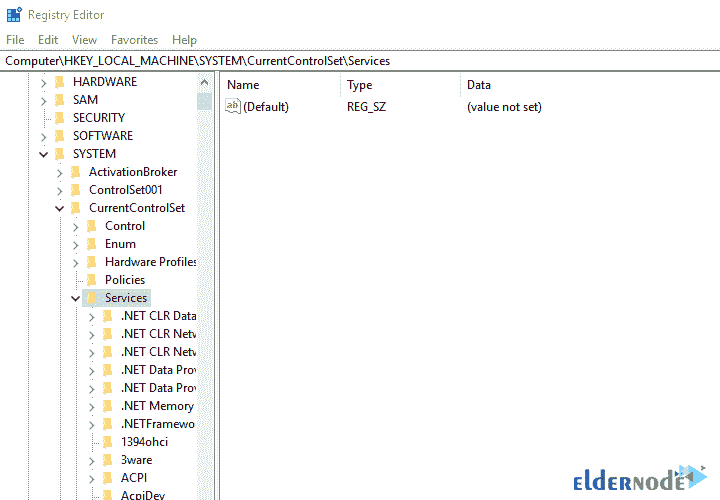 Registry Editor
File Edit View Favorites Help
Computer\HKEY_LOCAL_MACHINE\SYSTEM\CurrentControlSet\Services
Name Type Data
ab (Default) REG_SZ (value not set)
HARDWARE
SAM
SECURITY
SOFTWARE
SYSTEM
ActivationBroker
ControlSet001
CurrentControlSet
Control
Enum
Hardware Profiles
Policies
Services
.NET CLR Data
.NET CLR Netw
.NET CLR Netw
.NET Data Prov
.NET Data Prov
.NET Memory
.NETFramewo
1394ohci
3ware
ACPI
AcpiDev
ELDERNODE